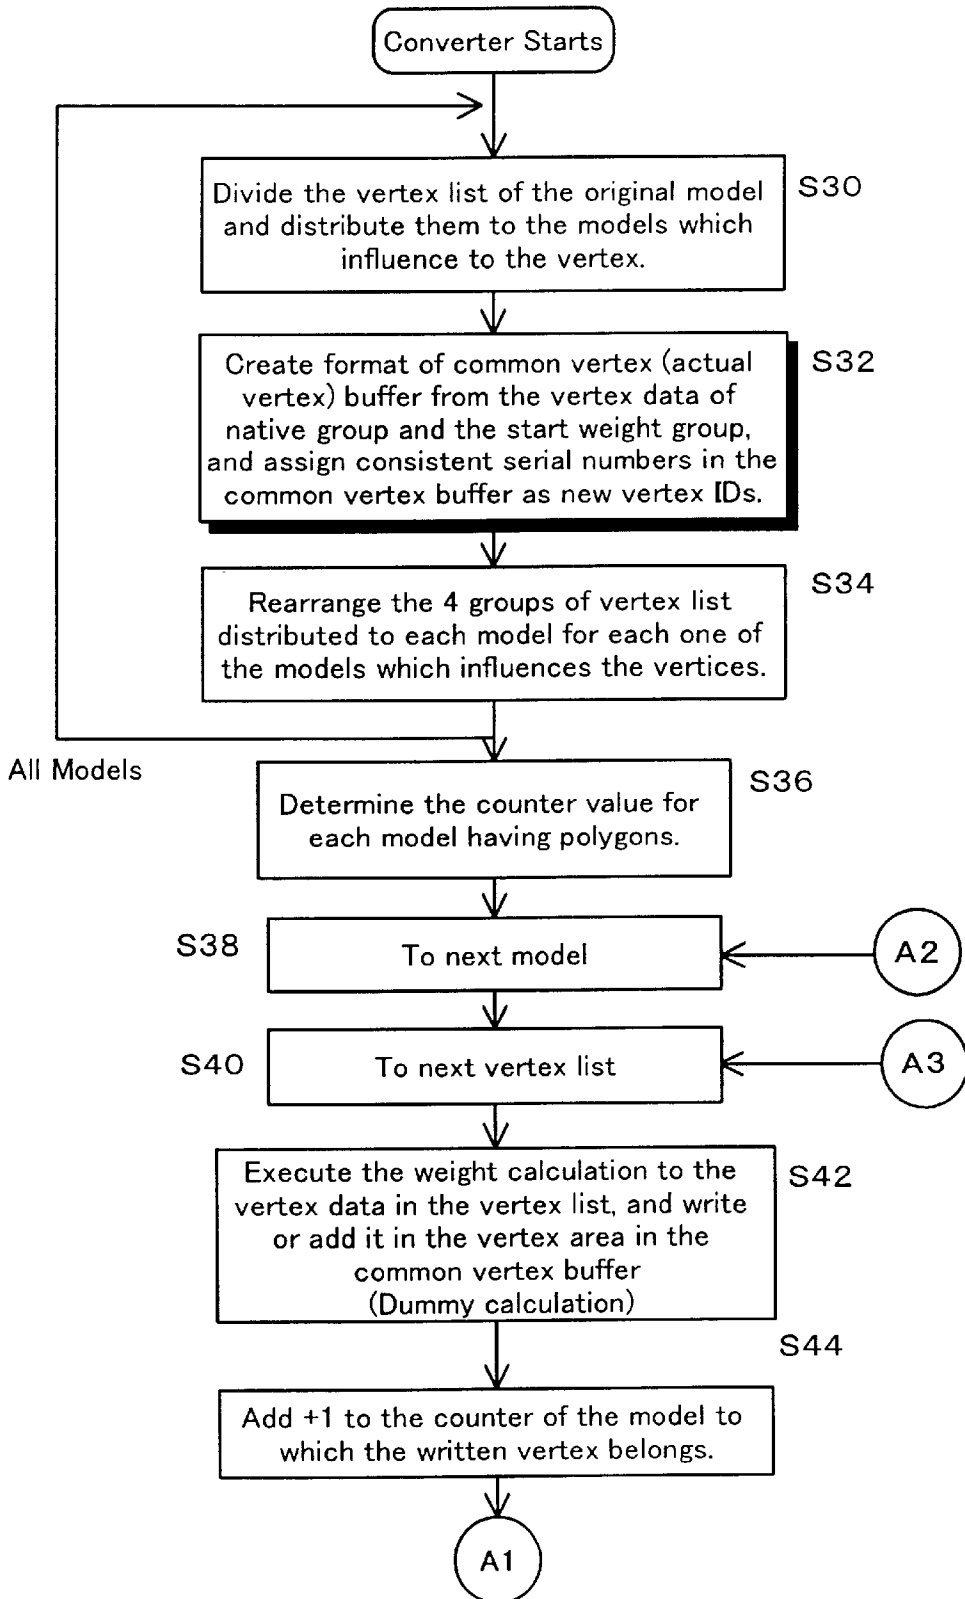 Converter Starts
Divide the vertex list of the original model
and distribute them to the models which
influence to the vertex.
S30
Create format of common vertex (actual
vertex) buffer from the vertex data of
native group and the start weight group,
and assign consistent serial numbers in the
common vertex buffer as new vertex IDs.
S32
Rearrange the 4 groups of vertex list
distributed to each model for each one of
the models which influences the vertices.
S34
All Models
Determine the counter value for
each model having polygons.
S36
S38
To next model
A2
S40
To next vertex list
A3
Execute the weight calculation to the
vertex data in the vertex list, and write
or add it in the vertex area in the
common vertex buffer
(Dummy calculation)
S42
S44
Add +1 to the counter of the model to
which the written vertex belongs.
A1